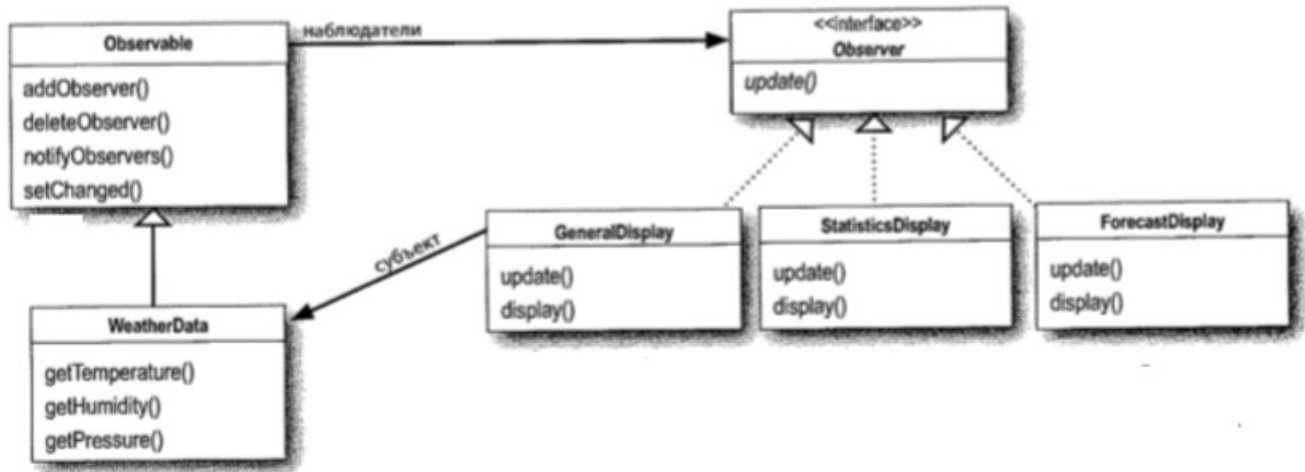 Observable
addObserver()
deleteObserver()
notifyObservers()
setChanged()
наблюдатели
<<interface>>
Observer
update()
субъект
GeneralDisplay
update()
display()
StatisticsDisplay
update()
display()
ForecastDisplay
update()
display()
WeatherData
getTemperature()
getHumidity()
getPressure()